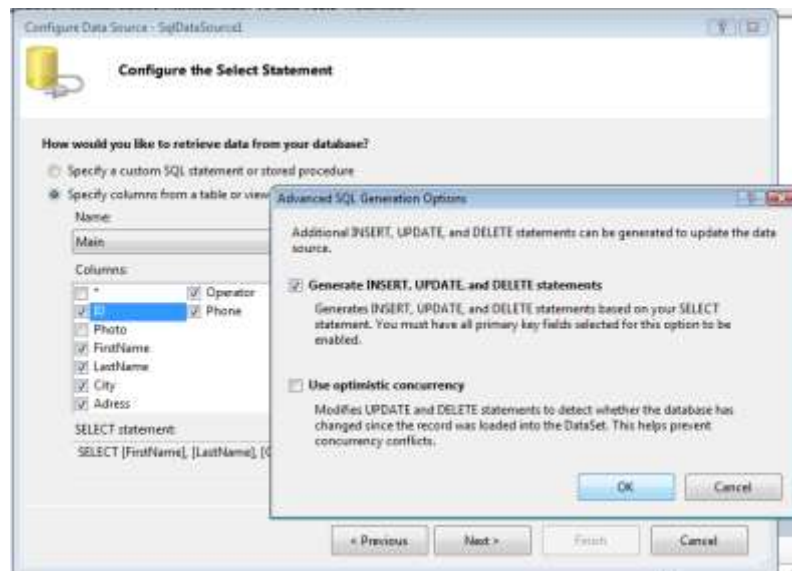 Configure Data Source - SqlDataSource1
Configure the Select Statement
How would you like to retrieve data from your database?
Specify a custom SQL statement or stored procedure
Specify columns from a table or view
Name:
Main
Columns:
*
ID
Photo
FirstName
LastName
City
Adress
Operator
Phone
SELECT statement:
SELECT [FirstName], [LastName], [C
Advanced SQL Generation Options
Additional INSERT, UPDATE, and DELETE statements can be generated to update the data
source.
Generate INSERT, UPDATE, and DELETE statements
Generates INSERT, UPDATE, and DELETE statements based on your SELECT
statement. You must have all primary key fields selected for this option to be
enabled.
Use optimistic concurrency
Modifies UPDATE and DELETE statements to detect whether the database has
changed since the record was loaded into the DataSet. This helps prevent
concurrency conflicts.
OK
Cancel
< Previous
Next >
Finish
Cancel